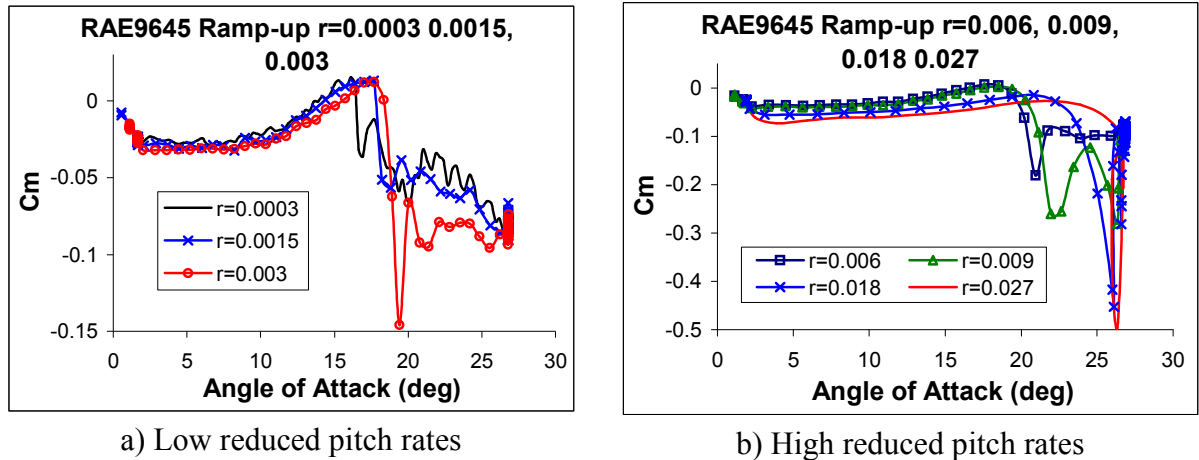 RAE9645 Ramp-up r=0.0003 0.0015,
0.003
0
-0.05
-0.1
-0.15
Cm
r=0.0003
r=0.0015
r=0.003
0 5 10 15 20 25 30
Angle of Attack (deg)
a) Low reduced pitch rates
RAE9645 Ramp-up r=0.006, 0.009,
0.018 0.027
0
-0.1
-0.2
-0.3
-0.4
-0.5
Cm
r=0.006 r=0.009
r=0.018 r=0.027
0 5 10 15 20 25 30
Angle of Attack (deg)
b) High reduced pitch rates